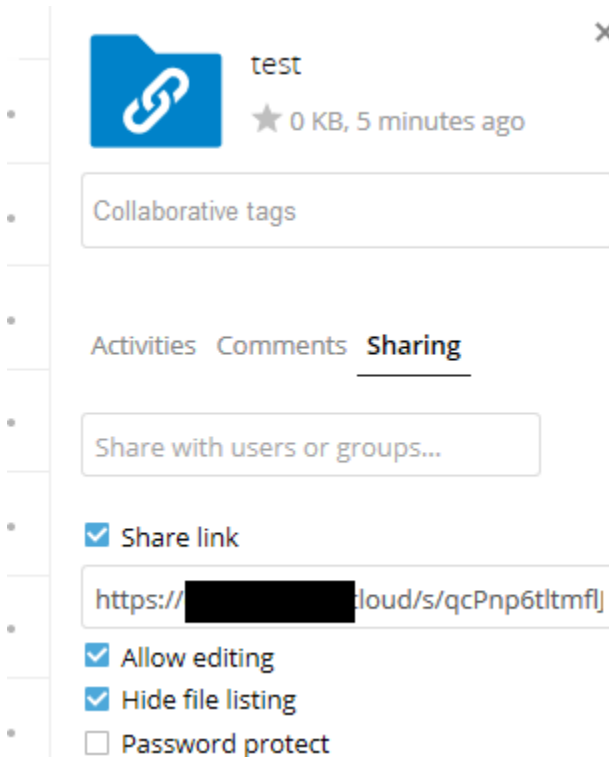 test
0 KB, 5 minutes ago
Collaborative tags
Activities Comments Sharing
Share with users or groups...
Share link
https:// loud/s/qcPnp6tltmflJ
Allow editing
Hide file listing
Password protect